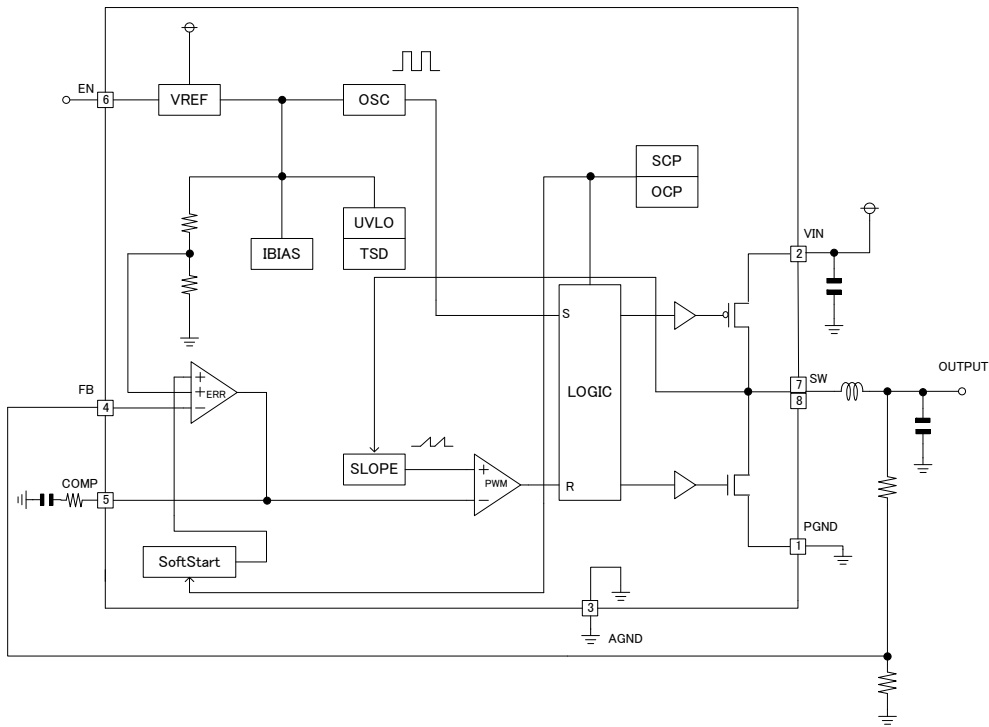 EN
6
VREF
OSC
SCP
OCP
UVLO
TSD
IBIAS
VIN
2
S
LOGIC
R
FB
4
+
+
ERR
−
7
SW
8
OUTPUT
SLOPE
+
PWM
−
COMP
5
PGND
1
SoftStart
3
AGND